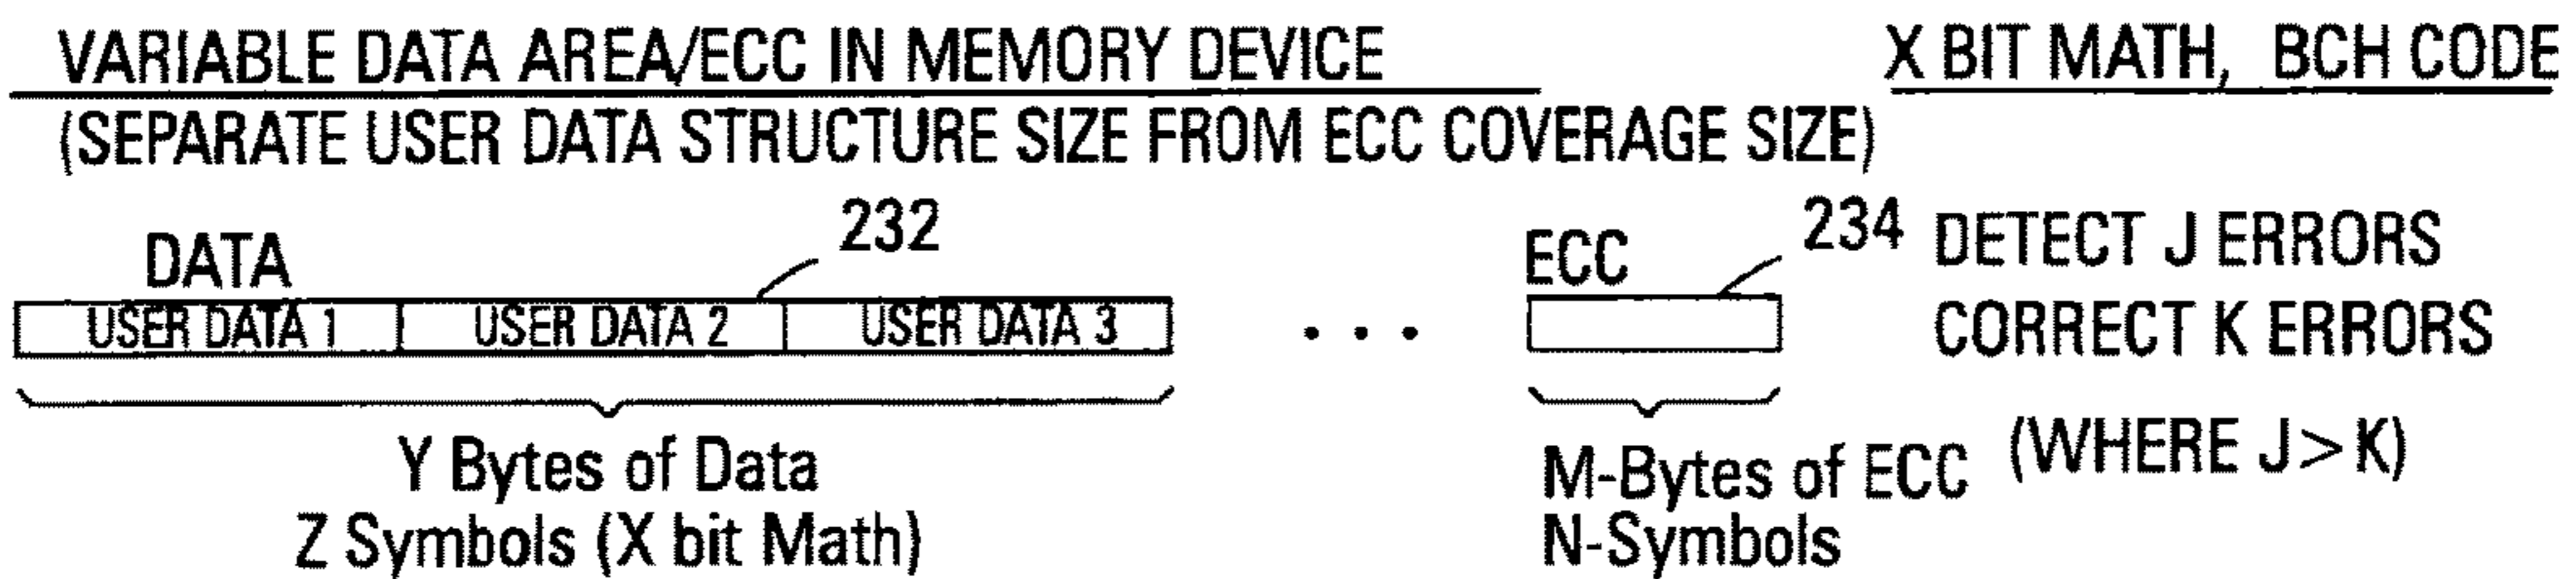 VARIABLE DATA AREA/ECC IN MEMORY DEVICE
X BIT MATH, BCH CODE
(SEPARATE USER DATA STRUCTURE SIZE FROM ECC COVERAGE SIZE)
232
234
DATA
ECC
DETECT J ERRORS
USER DATA 1
USER DATA 2
USER DATA 3
. . .
CORRECT K ERRORS
(WHERE J > K)
Y Bytes of Data
Z Symbols (X bit Math)
M-Bytes of ECC
N-Symbols